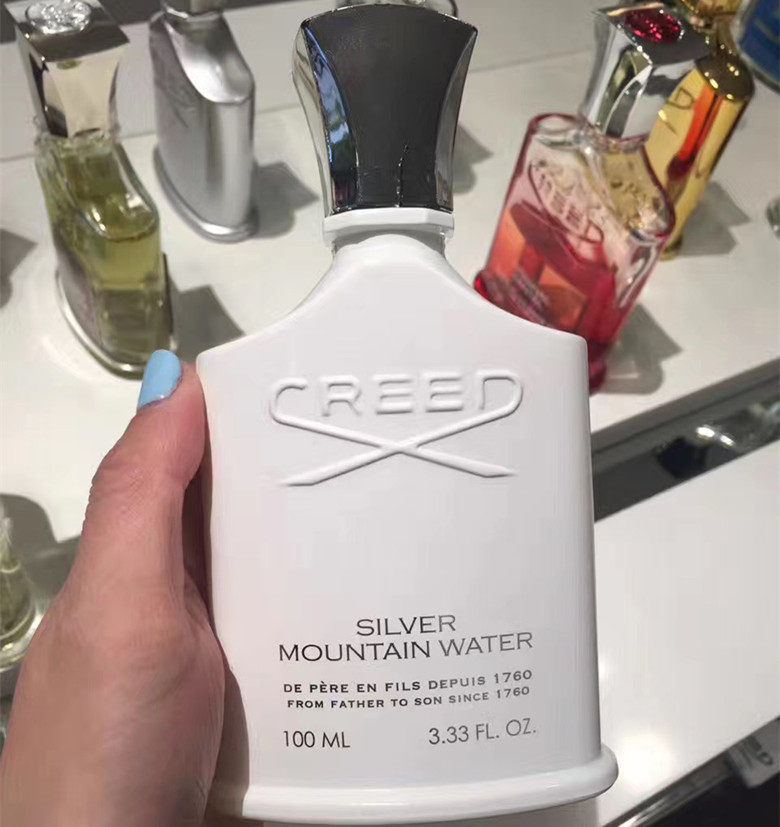 CREED
CREED
SILVER
MOUNTAIN WATER
DE PÈRE EN FILS DEPUIS 1760
FROM FATHER TO SON SINCE 1760
100 ML 3.33 FL. OZ.